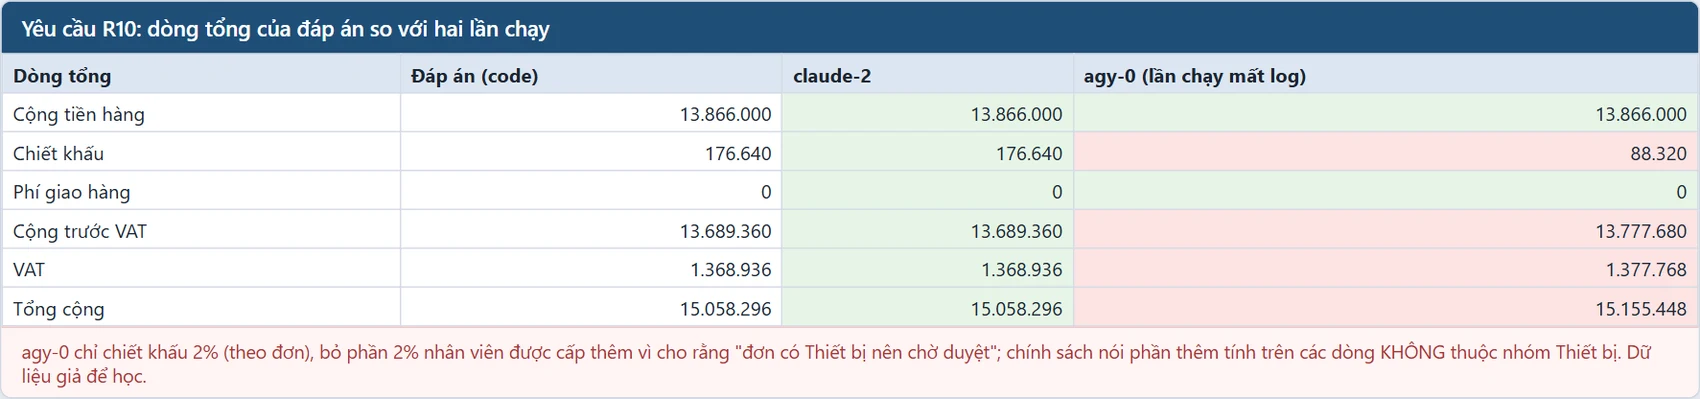 Yêu cầu R10: dòng tổng của đáp án so với hai lần chạy
Dòng tổng Đáp án (code) claude-2 agy-0 (lần chạy mất log)
Cộng tiền hàng 13.866.000 13.866.000 13.866.000
Chiết khấu 176.640 176.640 88.320
Phí giao hàng 0 0 0
Cộng trước VAT 13.689.360 13.689.360 13.777.680
VAT 1.368.936 1.368.936 1.377.768
Tổng cộng 15.058.296 15.058.296 15.155.448
agy-0 chỉ chiết khấu 2% (theo đơn), bỏ phần 2% nhân viên được cấp thêm vì cho rằng "đơn có Thiết bị nên chờ duyệt"; chính sách nói phần thêm tính trên các dòng KHÔNG thuộc nhóm Thiết bị. Dữ
liệu giả để học.